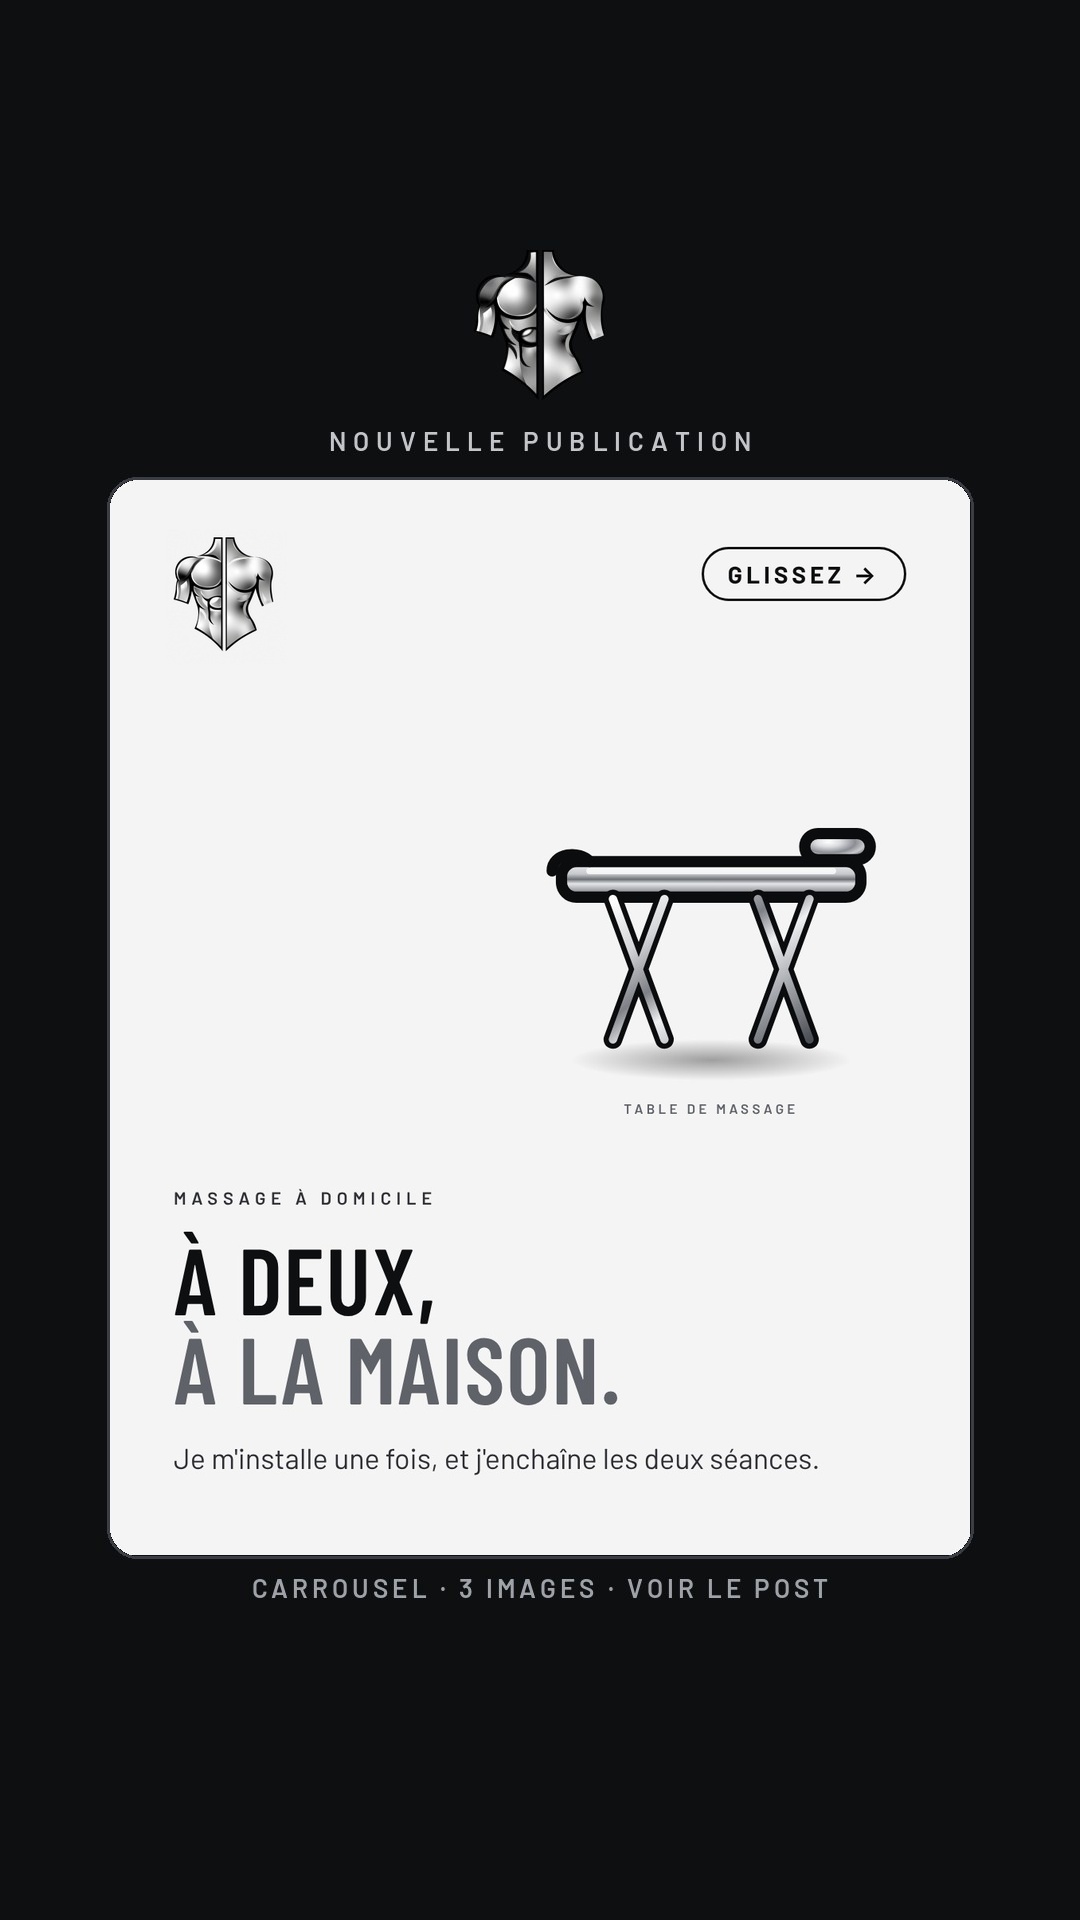 NOUVELLE PUBLICATION
GLISSEZ →
TABLE DE MASSAGE
MASSAGE À DOMICILE
À DEUX,
À LA MAISON.
Je m'installe une fois, et j'enchaîne les deux séances.
CARROUSEL · 3 IMAGES · VOIR LE POST